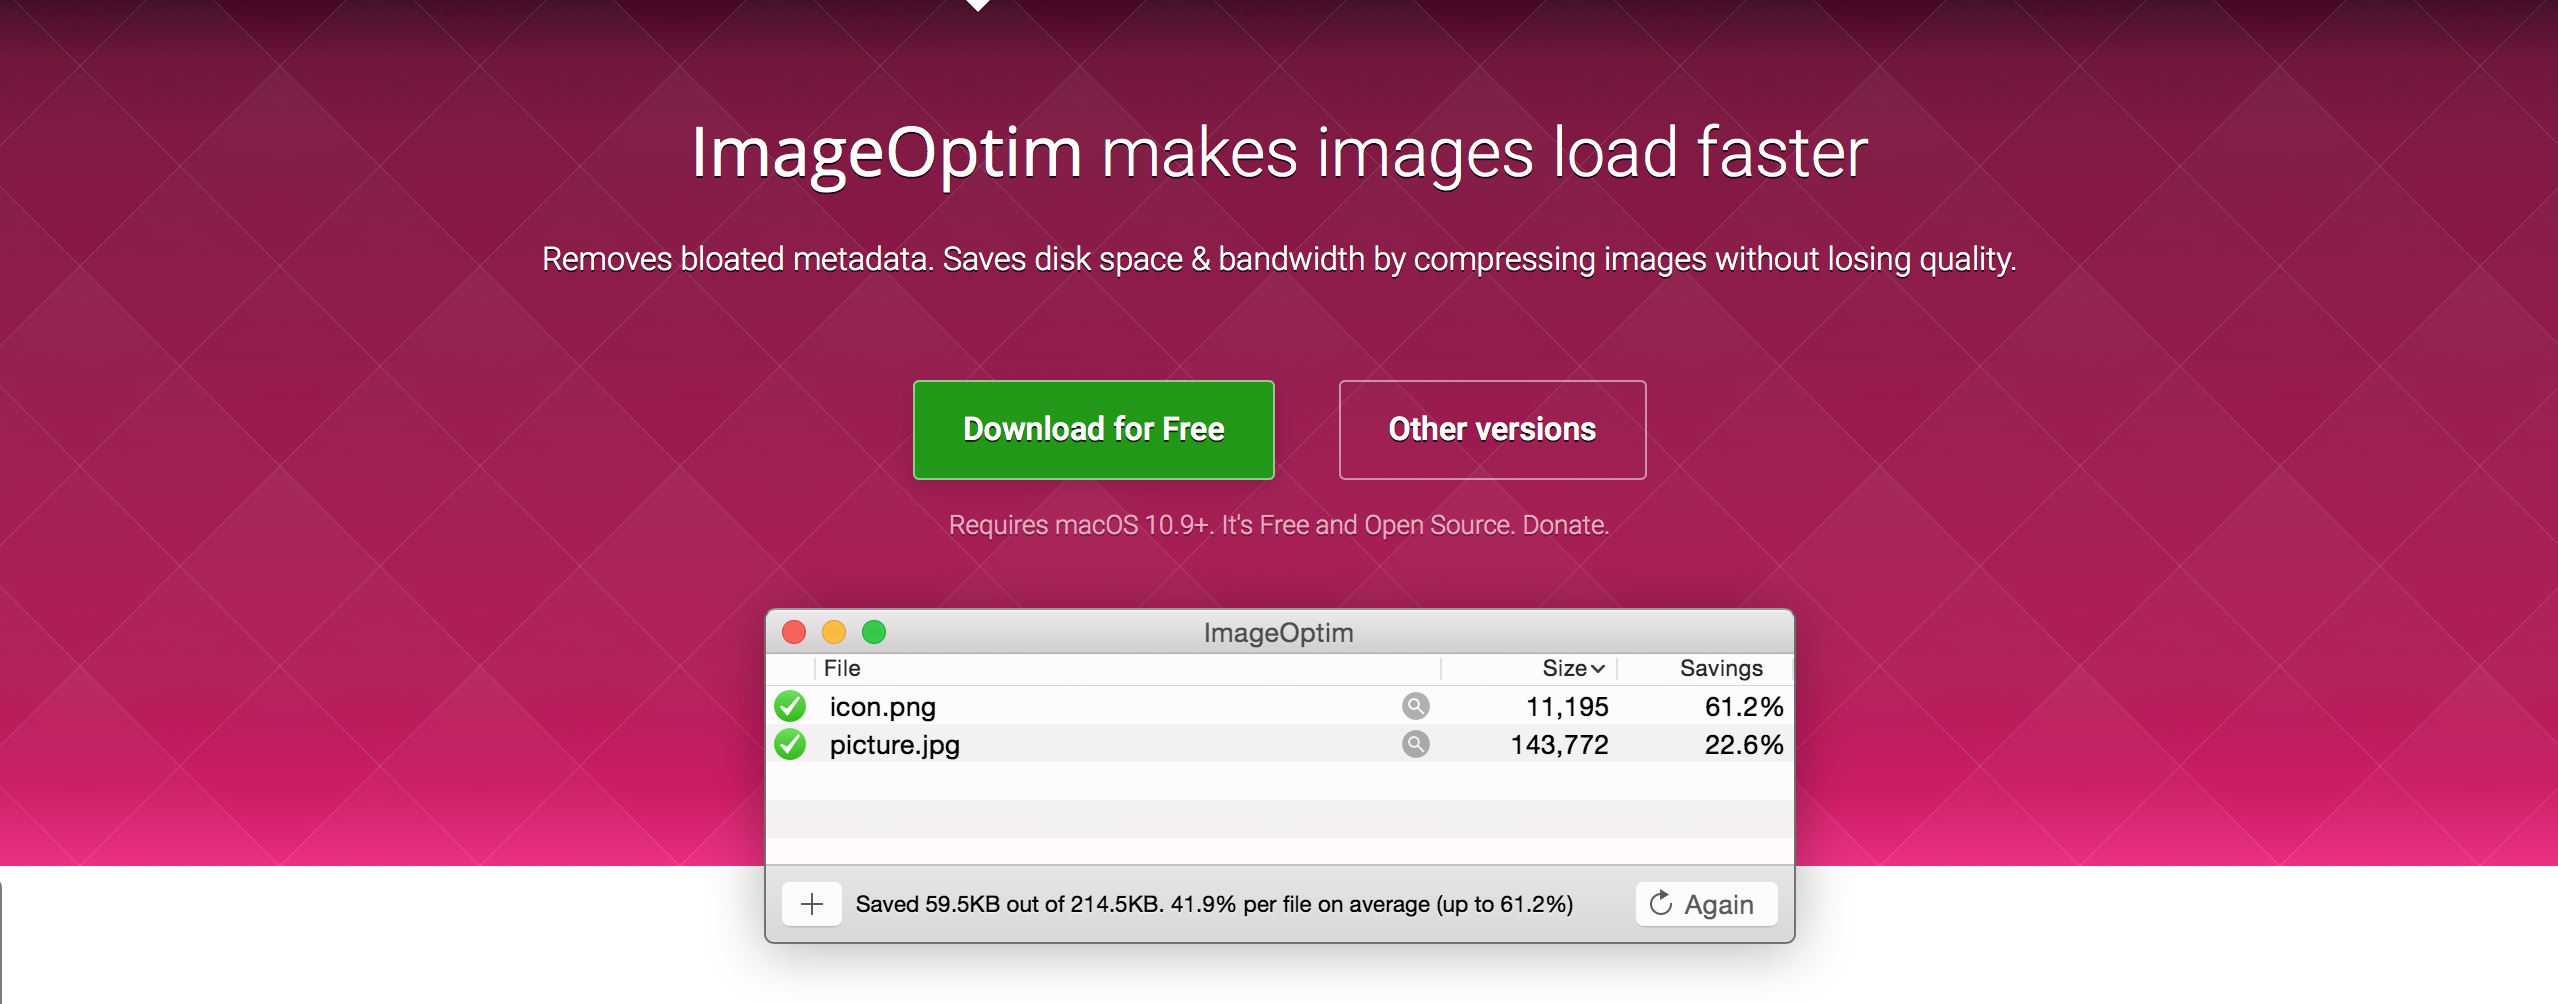 ImageOptim makes images load faster
Removes bloated metadata. Saves disk space & bandwidth by compressing images without losing quality.
Download for Free Other versions
Requires macOS 10.9+. It's Free and Open Source. Donate.
ImageOptim
File Size Savings
icon.png 11,195 61.2%
picture.jpg 143,772 22.6%
Saved 59.5KB out of 214.5KB. 41.9% per file on average (up to 61.2%) Again